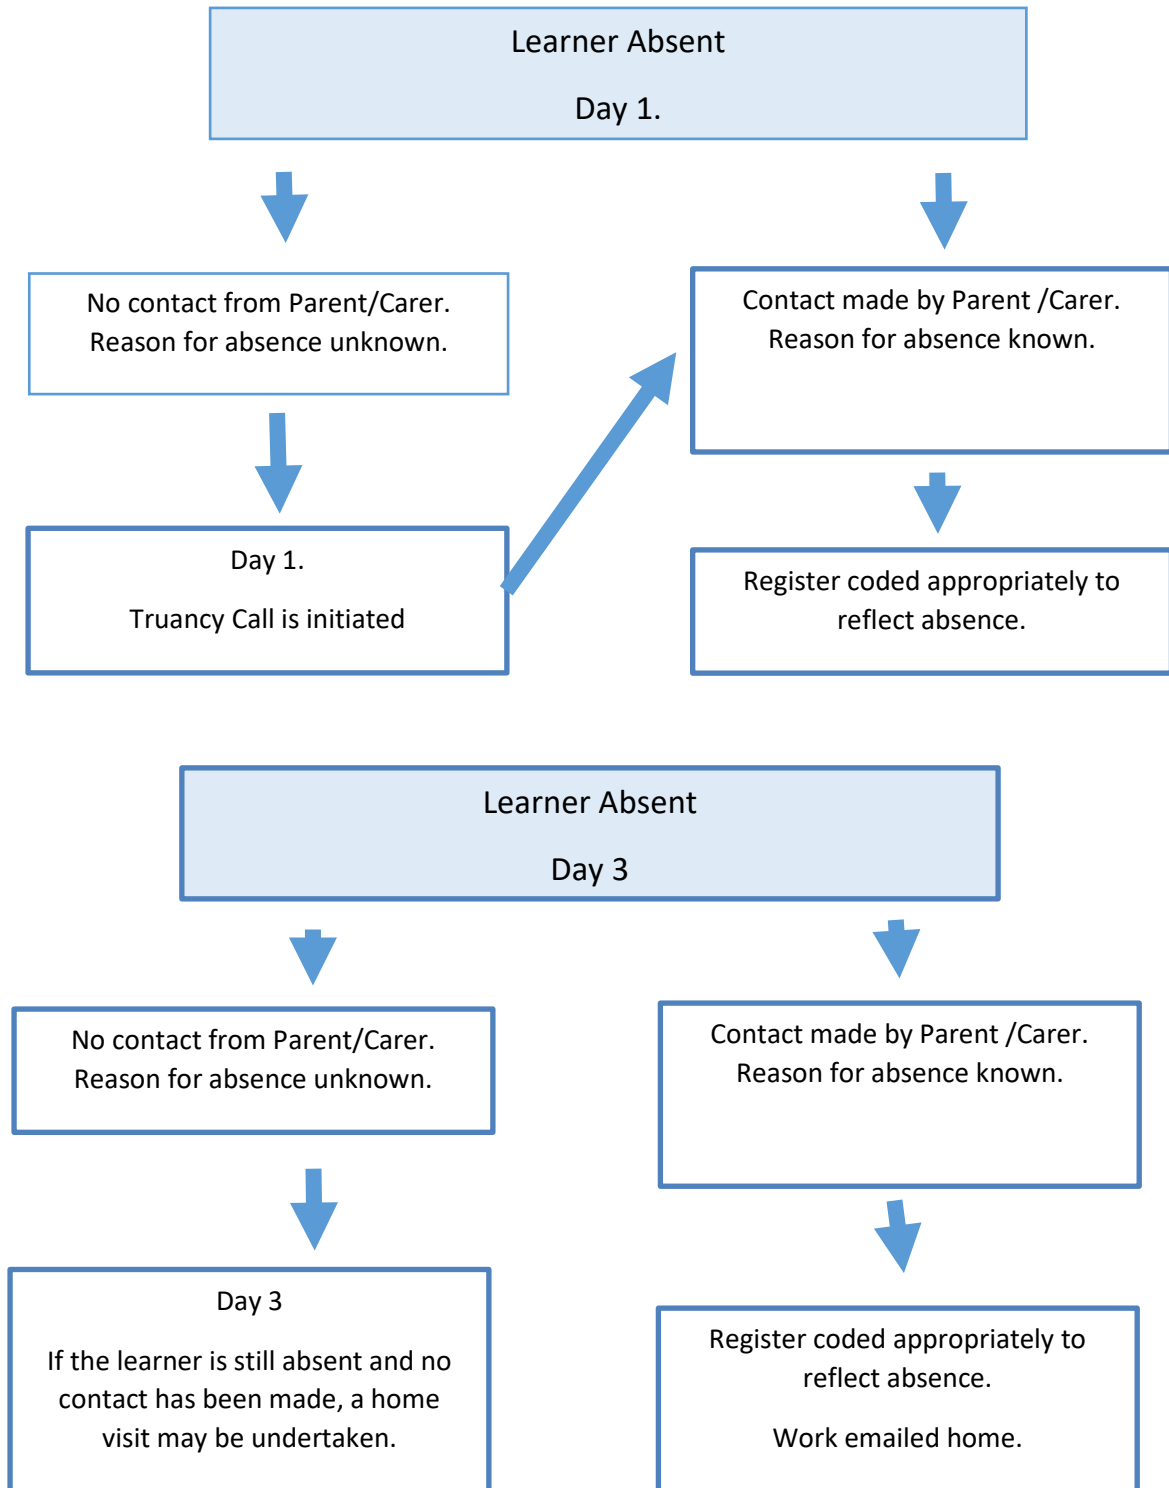 Learner Absent
Day 1.
No contact from Parent/Carer.
Reason for absence unknown.
Contact made by Parent /Carer.
Reason for absence known.
Day 1.
Truancy Call is initiated
Register coded appropriately to
reflect absence.
Learner Absent
Day 3
No contact from Parent/Carer.
Reason for absence unknown.
Contact made by Parent /Carer.
Reason for absence known.
Day 3
If the learner is still absent and no
contact has been made, a home
visit may be undertaken.
Register coded appropriately to
reflect absence.
Work emailed home.